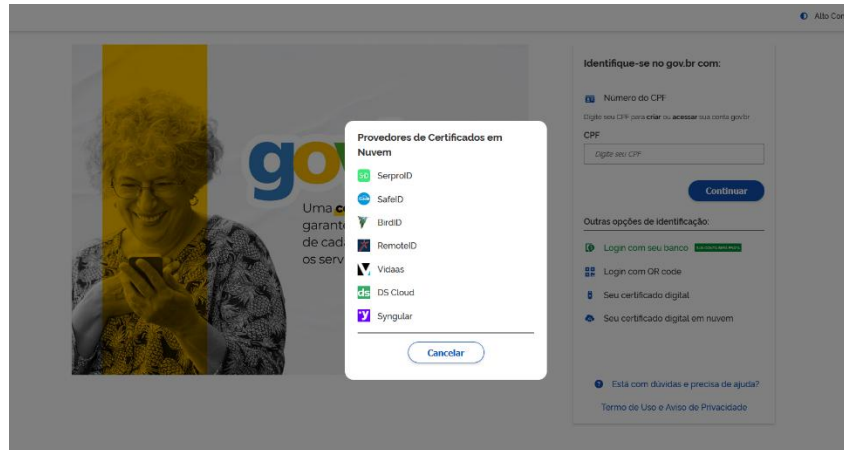 Alto Con
gov
Uma co
garante
de cada
os serv
Provedores de Certificados em
Nuvem
SerproID
SafeID
BirdID
RemoteID
Vidaas
DS Cloud
Syngular
Cancelar
Identifique-se no gov.br com:
Número do CPF
Digite seu CPF para criar ou acessar sua conta gov.br
CPF
Digite seu CPF
Continuar
Outras opções de identificação:
Login com seu banco
Login com QR code
Seu certificado digital
Seu certificado digital em nuvem
Está com dúvidas e precisa de ajuda?
Termo de Uso e Aviso de Privacidade